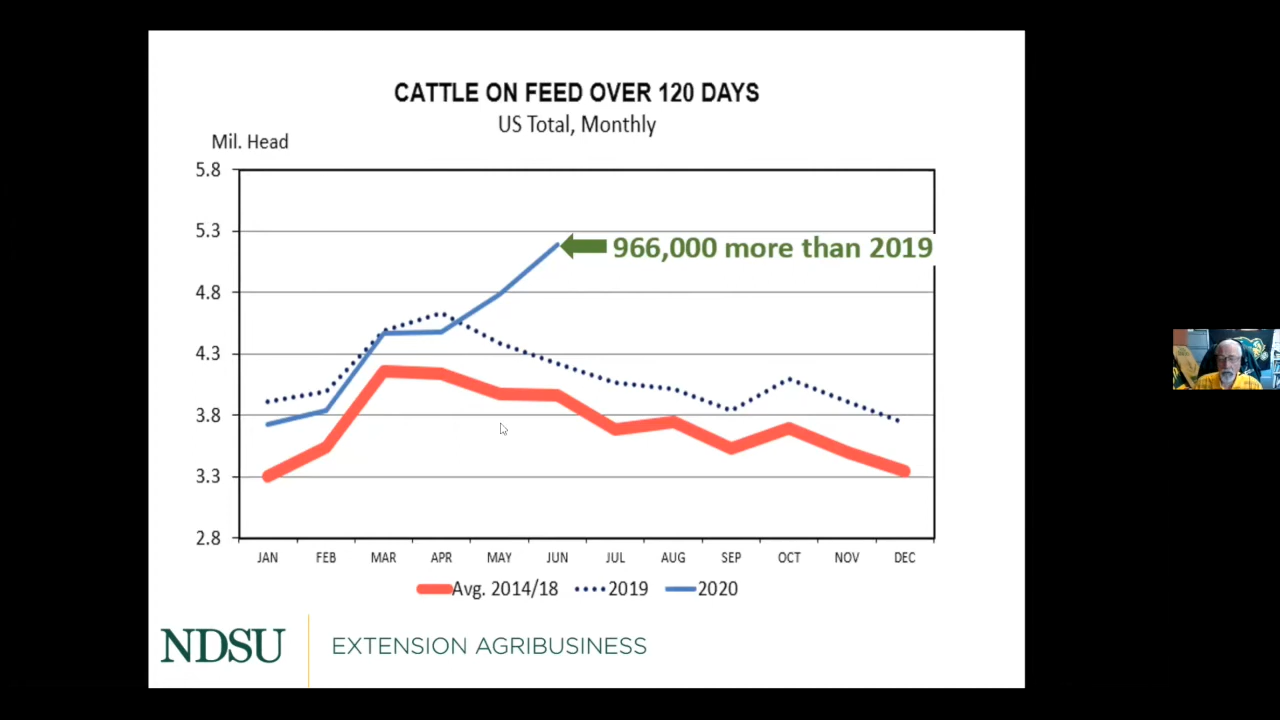 CATTLE ON FEED OVER 120 DAYS
US Total, Monthly
Mil. Head
5.8
5.3
966,000 more than 2019
4.8
4.3
3.8
3.3
2.8
JAN FEB MAR APR MAY JUN JUL AUG SEP OCT NOV DEC
Avg. 2014/18 2019 2020
NDSU EXTENSION AGRIBUSINESS